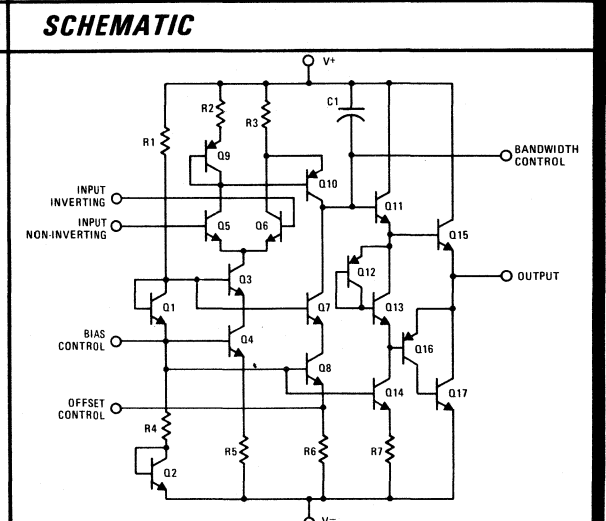 SCHEMATIC
V+
R2
C1
R3
R1
BANDWIDTH
CONTROL
Q9
Q10
INPUT
INVERTING
Q11
INPUT
NON-INVERTING
Q5
Q6
Q15
Q12
Q3
OUTPUT
Q1
Q7
Q13
BIAS
CONTROL
Q4
Q16
Q8
Q14
Q17
OFFSET
CONTROL
R4
R5
R6
R7
Q2
V-